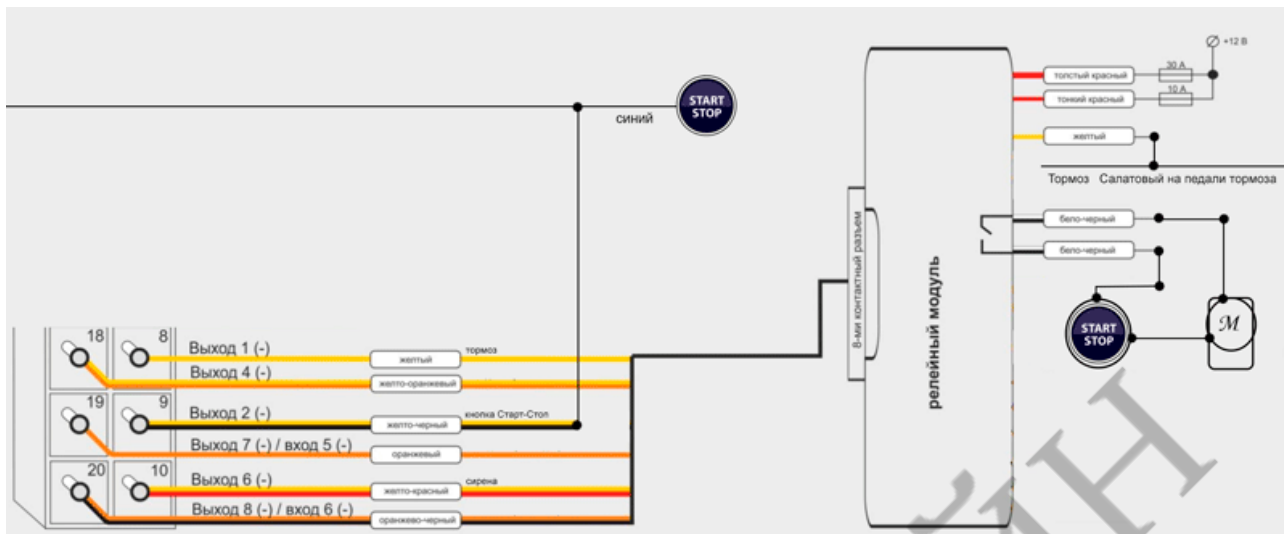 +12 В
30 А
толстый красный
10 А
тонкий красный
START
STOP
синий
желтый
Тормоз Салатовый на педали тормоза
бело-черный
бело-черный
8-ми контактный разъем
релейный модуль
START
STOP
M
18
8
Выход 1 (-)
желтый
тормоз
Выход 4 (-)
желто-оранжевый
19
9
Выход 2 (-)
желто-черный
кнопка Старт-Стоп
Выход 7 (-) / вход 5 (-)
оранжевый
20
10
Выход 6 (-)
желто-красный
сирена
Выход 8 (-) / вход 6 (-)
оранжево-черный